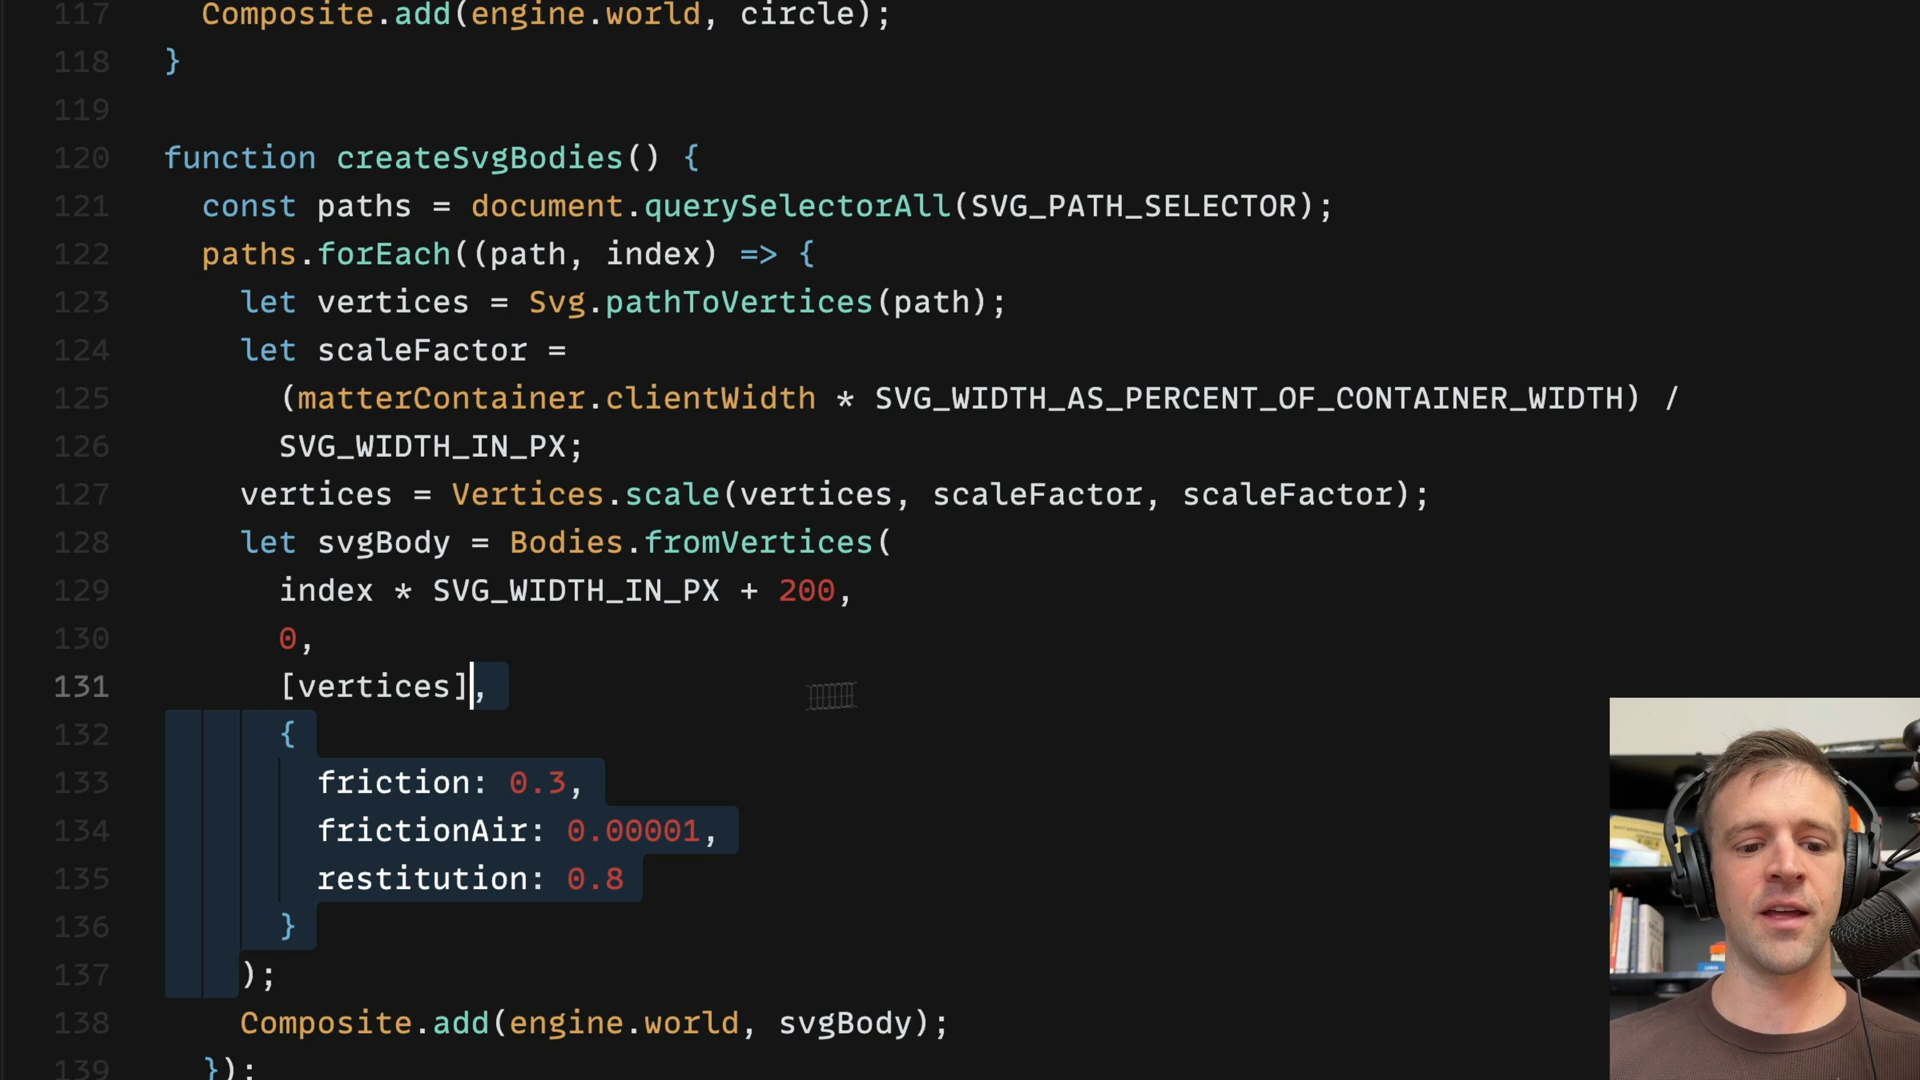 117 Composite.add(engine.world, circle);
118 }
119
120 function createSvgBodies() {
121 const paths = document.querySelectorAll(SVG_PATH_SELECTOR);
122 paths.forEach((path, index) => {
123 let vertices = Svg.pathToVertices(path);
124 let scaleFactor =
125 (matterContainer.clientWidth * SVG_WIDTH_AS_PERCENT_OF_CONTAINER_WIDTH) /
126 SVG_WIDTH_IN_PX;
127 vertices = Vertices.scale(vertices, scaleFactor, scaleFactor);
128 let svgBody = Bodies.fromVertices(
129 index * SVG_WIDTH_IN_PX + 200,
130 0,
131 [vertices],
132 {
133 friction: 0.3,
134 frictionAir: 0.00001,
135 restitution: 0.8
136 }
137 );
138 Composite.add(engine.world, svgBody);
139 });